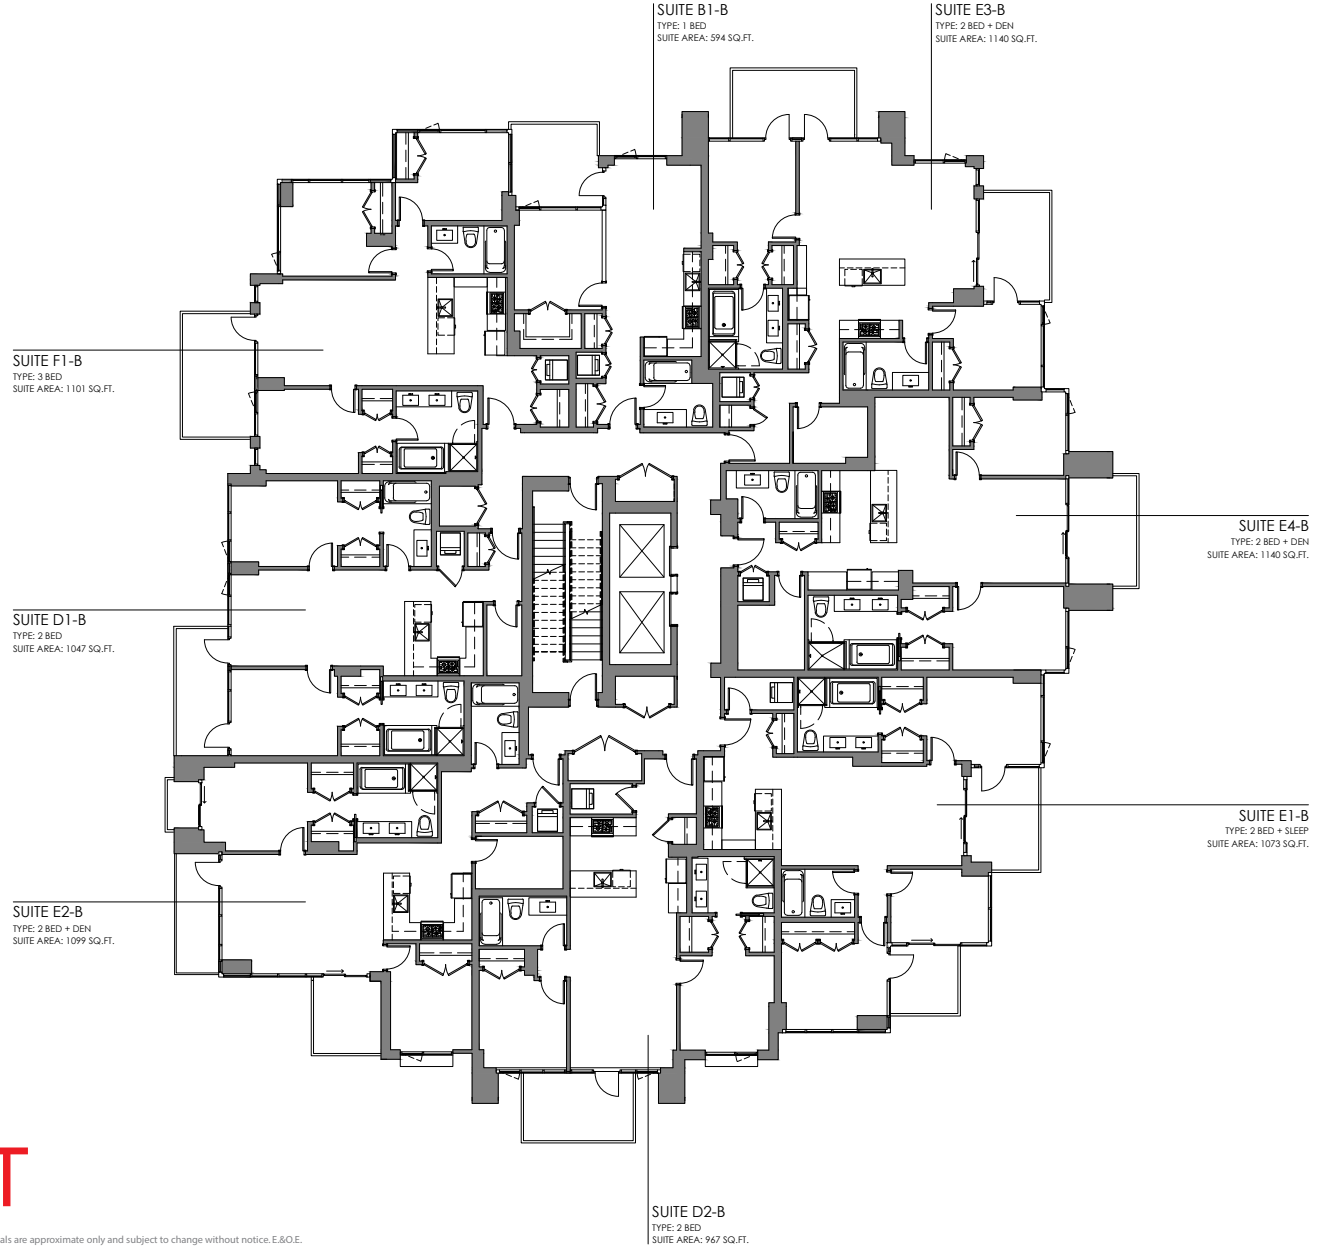 SUITE B1-B
TYPE: 1 BED
SUITE AREA: 594 SQ.FT.
SUITE E3-B
TYPE: 2 BED + DEN
SUITE AREA: 1140 SQ.FT.
SUITE F1-B
TYPE: 3 BED
SUITE AREA: 1101 SQ.FT.
SUITE E4-B
TYPE: 2 BED + DEN
SUITE AREA: 1140 SQ.FT.
SUITE D1-B
TYPE: 2 BED
SUITE AREA: 1047 SQ.FT.
SUITE E1-B
TYPE: 2 BED + SLEEP
SUITE AREA: 1073 SQ.FT.
SUITE E2-B
TYPE: 2 BED + DEN
SUITE AREA: 1099 SQ.FT.
T
SUITE D2-B
TYPE: 2 BED
SUITE AREA: 967 SQ.FT.
als are approximate only and subject to change without notice. E.&O.E.